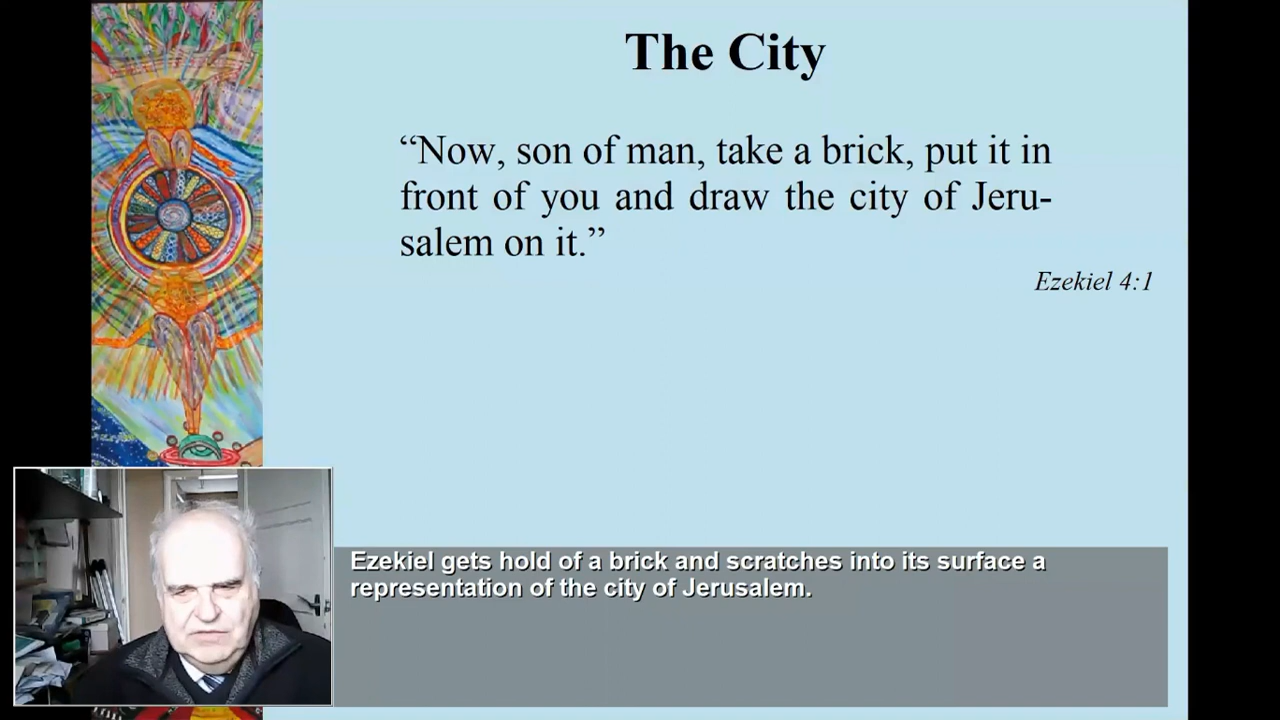 The City
“Now, son of man, take a brick, put it in
front of you and draw the city of Jeru-
salem on it.”
Ezekiel 4:1
Ezekiel gets hold of a brick and scratches into its surface a
representation of the city of Jerusalem.